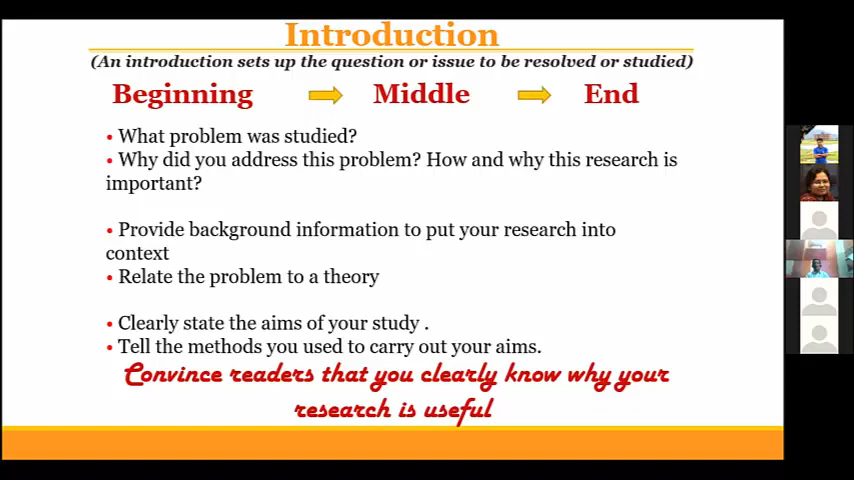 Introduction
(An introduction sets up the question or issue to be resolved or studied)
Beginning Middle End
• What problem was studied?
• Why did you address this problem? How and why this research is
important?
• Provide background information to put your research into
context
• Relate the problem to a theory
• Clearly state the aims of your study .
• Tell the methods you used to carry out your aims.
Convince readers that you clearly know why your
research is useful